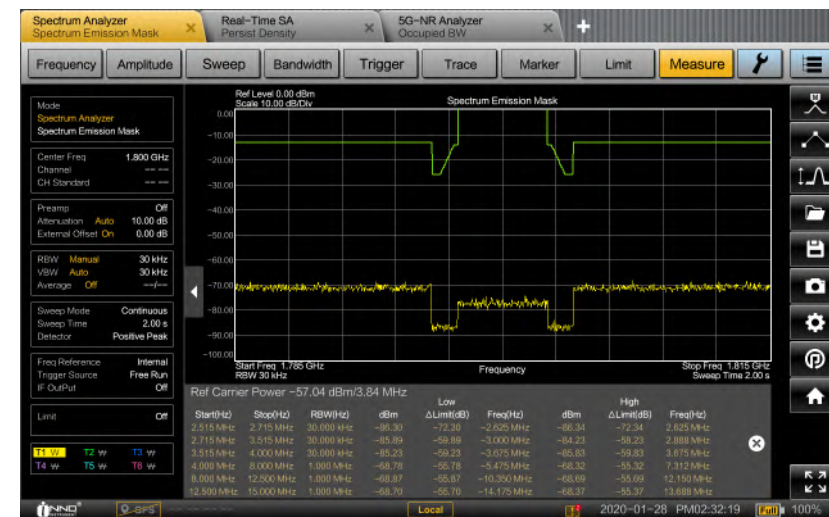 Spectrum Analyzer
Spectrum Emission Mask
Real-Time SA
Persist Density
5G-NR Analyzer
Occupied BW
Frequency Amplitude Sweep Bandwidth Trigger Trace Marker Limit Measure
Mode
Spectrum Analyzer
Spectrum Emission Mask
Center Freq 1.800 GHz
Channel --- --
CH Standard --- --
Preamp Off
Attenuation Auto 10.00 dB
External Offset On 0.00 dB
RBW Manual 30 kHz
VBW Auto 30 kHz
Average Off --/--
Sweep Mode Continuous
Sweep Time 2.00 s
Detector Positive Peak
Freq Reference Internal
Trigger Source Free Run
IF OutPut Off
Limit Off
T1 W T2 W T3 W
T4 W T5 W T6 W
Ref Level 0.00 dBm
Scale 10.00 dB/Div
Spectrum Emission Mask
0.00
-10.00
-20.00
-30.00
-40.00
-50.00
-60.00
-70.00
-80.00
-90.00
-100.00
Start Freq 1.785 GHz
RBW 30 kHz
Frequency
Stop Freq 1.815 GHz
Sweep Time 2.00 s
Ref Carrier Power -57.04 dBm/3.84 MHz
Low High
Start(Hz) Stop(Hz) RBW(Hz) dBm ΔLimit(dB) Freq(Hz) dBm ΔLimit(dB) Freq(Hz)
2.515 MHz 2.715 MHz 30.000 kHz -86.30 -72.30 -2.625 MHz -86.34 -72.34 2.625 MHz
2.715 MHz 3.515 MHz 30.000 kHz -85.89 -59.89 -3.000 MHz -84.23 -58.23 2.888 MHz
3.515 MHz 4.000 MHz 30.000 kHz -85.23 -59.23 -3.675 MHz -85.83 -59.83 3.675 MHz
4.000 MHz 8.000 MHz 1.000 MHz -68.78 -55.78 -5.475 MHz -68.32 -55.32 7.312 MHz
8.000 MHz 12.500 MHz 1.000 MHz -68.87 -55.87 -10.350 MHz -68.69 -55.69 12.150 MHz
12.500 MHz 15.000 MHz 1.000 MHz -68.70 -55.70 -14.175 MHz -68.37 -55.37 13.688 MHz
INNO
GPS
Local
2020-01-28 PM02:32:19
Full 100%